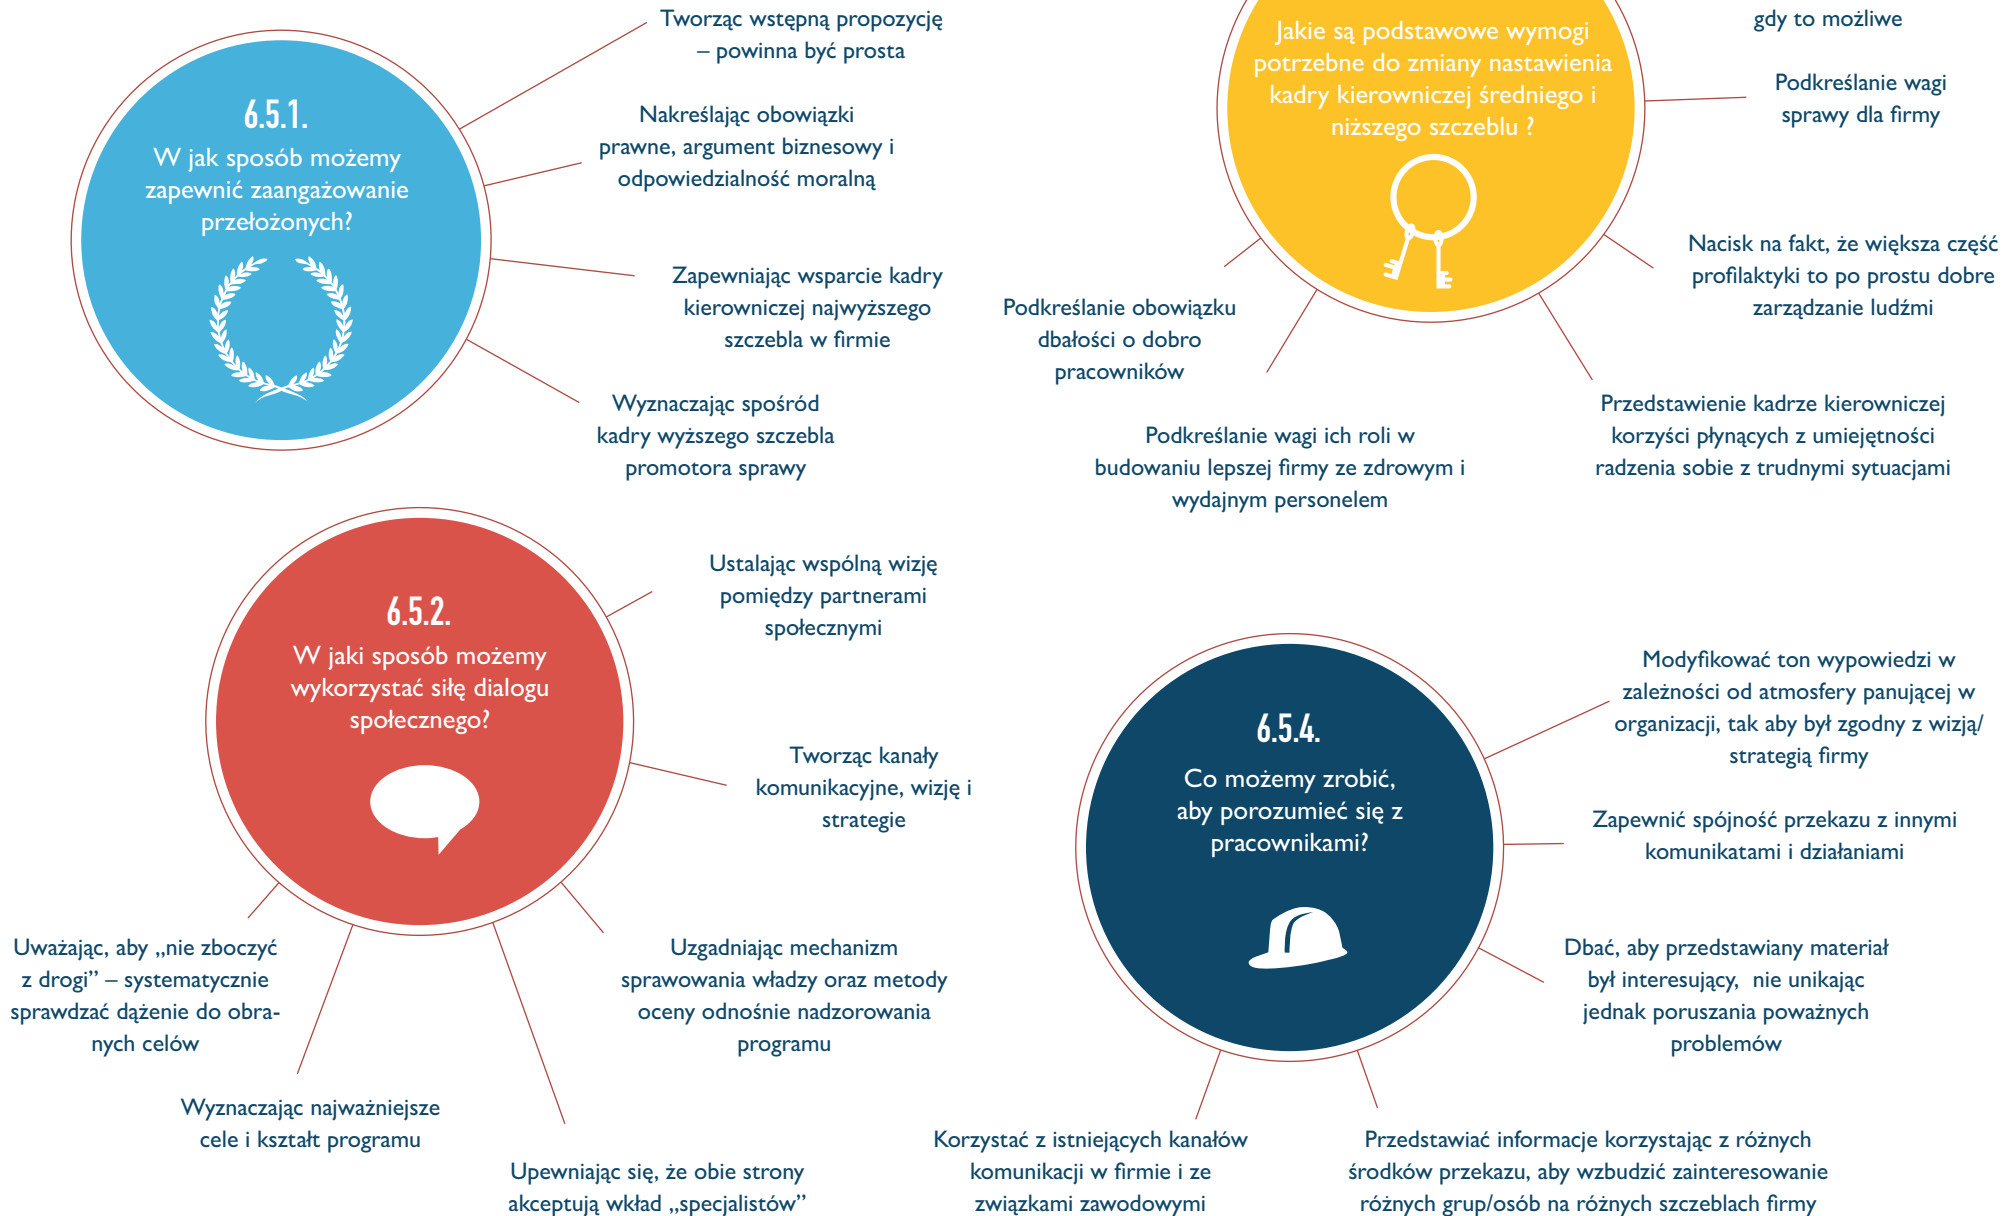 6.5.1.
W jak sposób możemy
zapewnić zaangażowanie
przełożonych?
Tworząc wstępną propozycję
– powinna być prosta
Nakreślając obowiązki
prawne, argument biznesowy i
odpowiedzialność moralną
Zapewniając wsparcie kadry
kierowniczej najwyższego
szczebla w firmie
Wyznaczając spośród
kadry wyższego szczebla
promotora sprawy
Jakie są podstawowe wymogi
potrzebne do zmiany nastawienia
kadry kierowniczej średniego i
niższego szczeblu ?
gdy to możliwe
Podkreślanie wagi
sprawy dla firmy
Nacisk na fakt, że większa część
profilaktyki to po prostu dobre
zarządzanie ludźmi
Przedstawienie kadrze kierowniczej
korzyści płynących z umiejętności
radzenia sobie z trudnymi sytuacjami
Podkreślanie wagi ich roli w
budowaniu lepszej firmy ze zdrowym i
wydajnym personelem
Podkreślanie obowiązku
dbałości o dobro
pracowników
6.5.2.
W jaki sposób możemy
wykorzystać siłę dialogu
społecznego?
Ustalając wspólną wizję
pomiędzy partnerami
społecznymi
Tworząc kanały
komunikacyjne, wizję i
strategie
Uzgadniając mechanizm
sprawowania władzy oraz metody
oceny odnośnie nadzorowania
programu
Upewniając się, że obie strony
akceptują wkład „specjalistów”
Wyznaczając najważniejsze
cele i kształt programu
Uważając, aby „nie zboczyć
z drogi” – systematycznie
sprawdzać dążenie do obra-
nych celów
6.5.4.
Co możemy zrobić,
aby porozumieć się z
pracownikami?
Modyfikować ton wypowiedzi w
zależności od atmosfery panującej w
organizacji, tak aby był zgodny z wizją/
strategią firmy
Zapewnić spójność przekazu z innymi
komunikatami i działaniami
Dbać, aby przedstawiany materiał
był interesujący,  nie unikając
jednak poruszania poważnych
problemów
Przedstawiać informacje korzystając z różnych
środków przekazu, aby wzbudzić zainteresowanie
różnych grup/osób na różnych szczeblach firmy
Korzystać z istniejących kanałów
komunikacji w firmie i ze
związkami zawodowymi